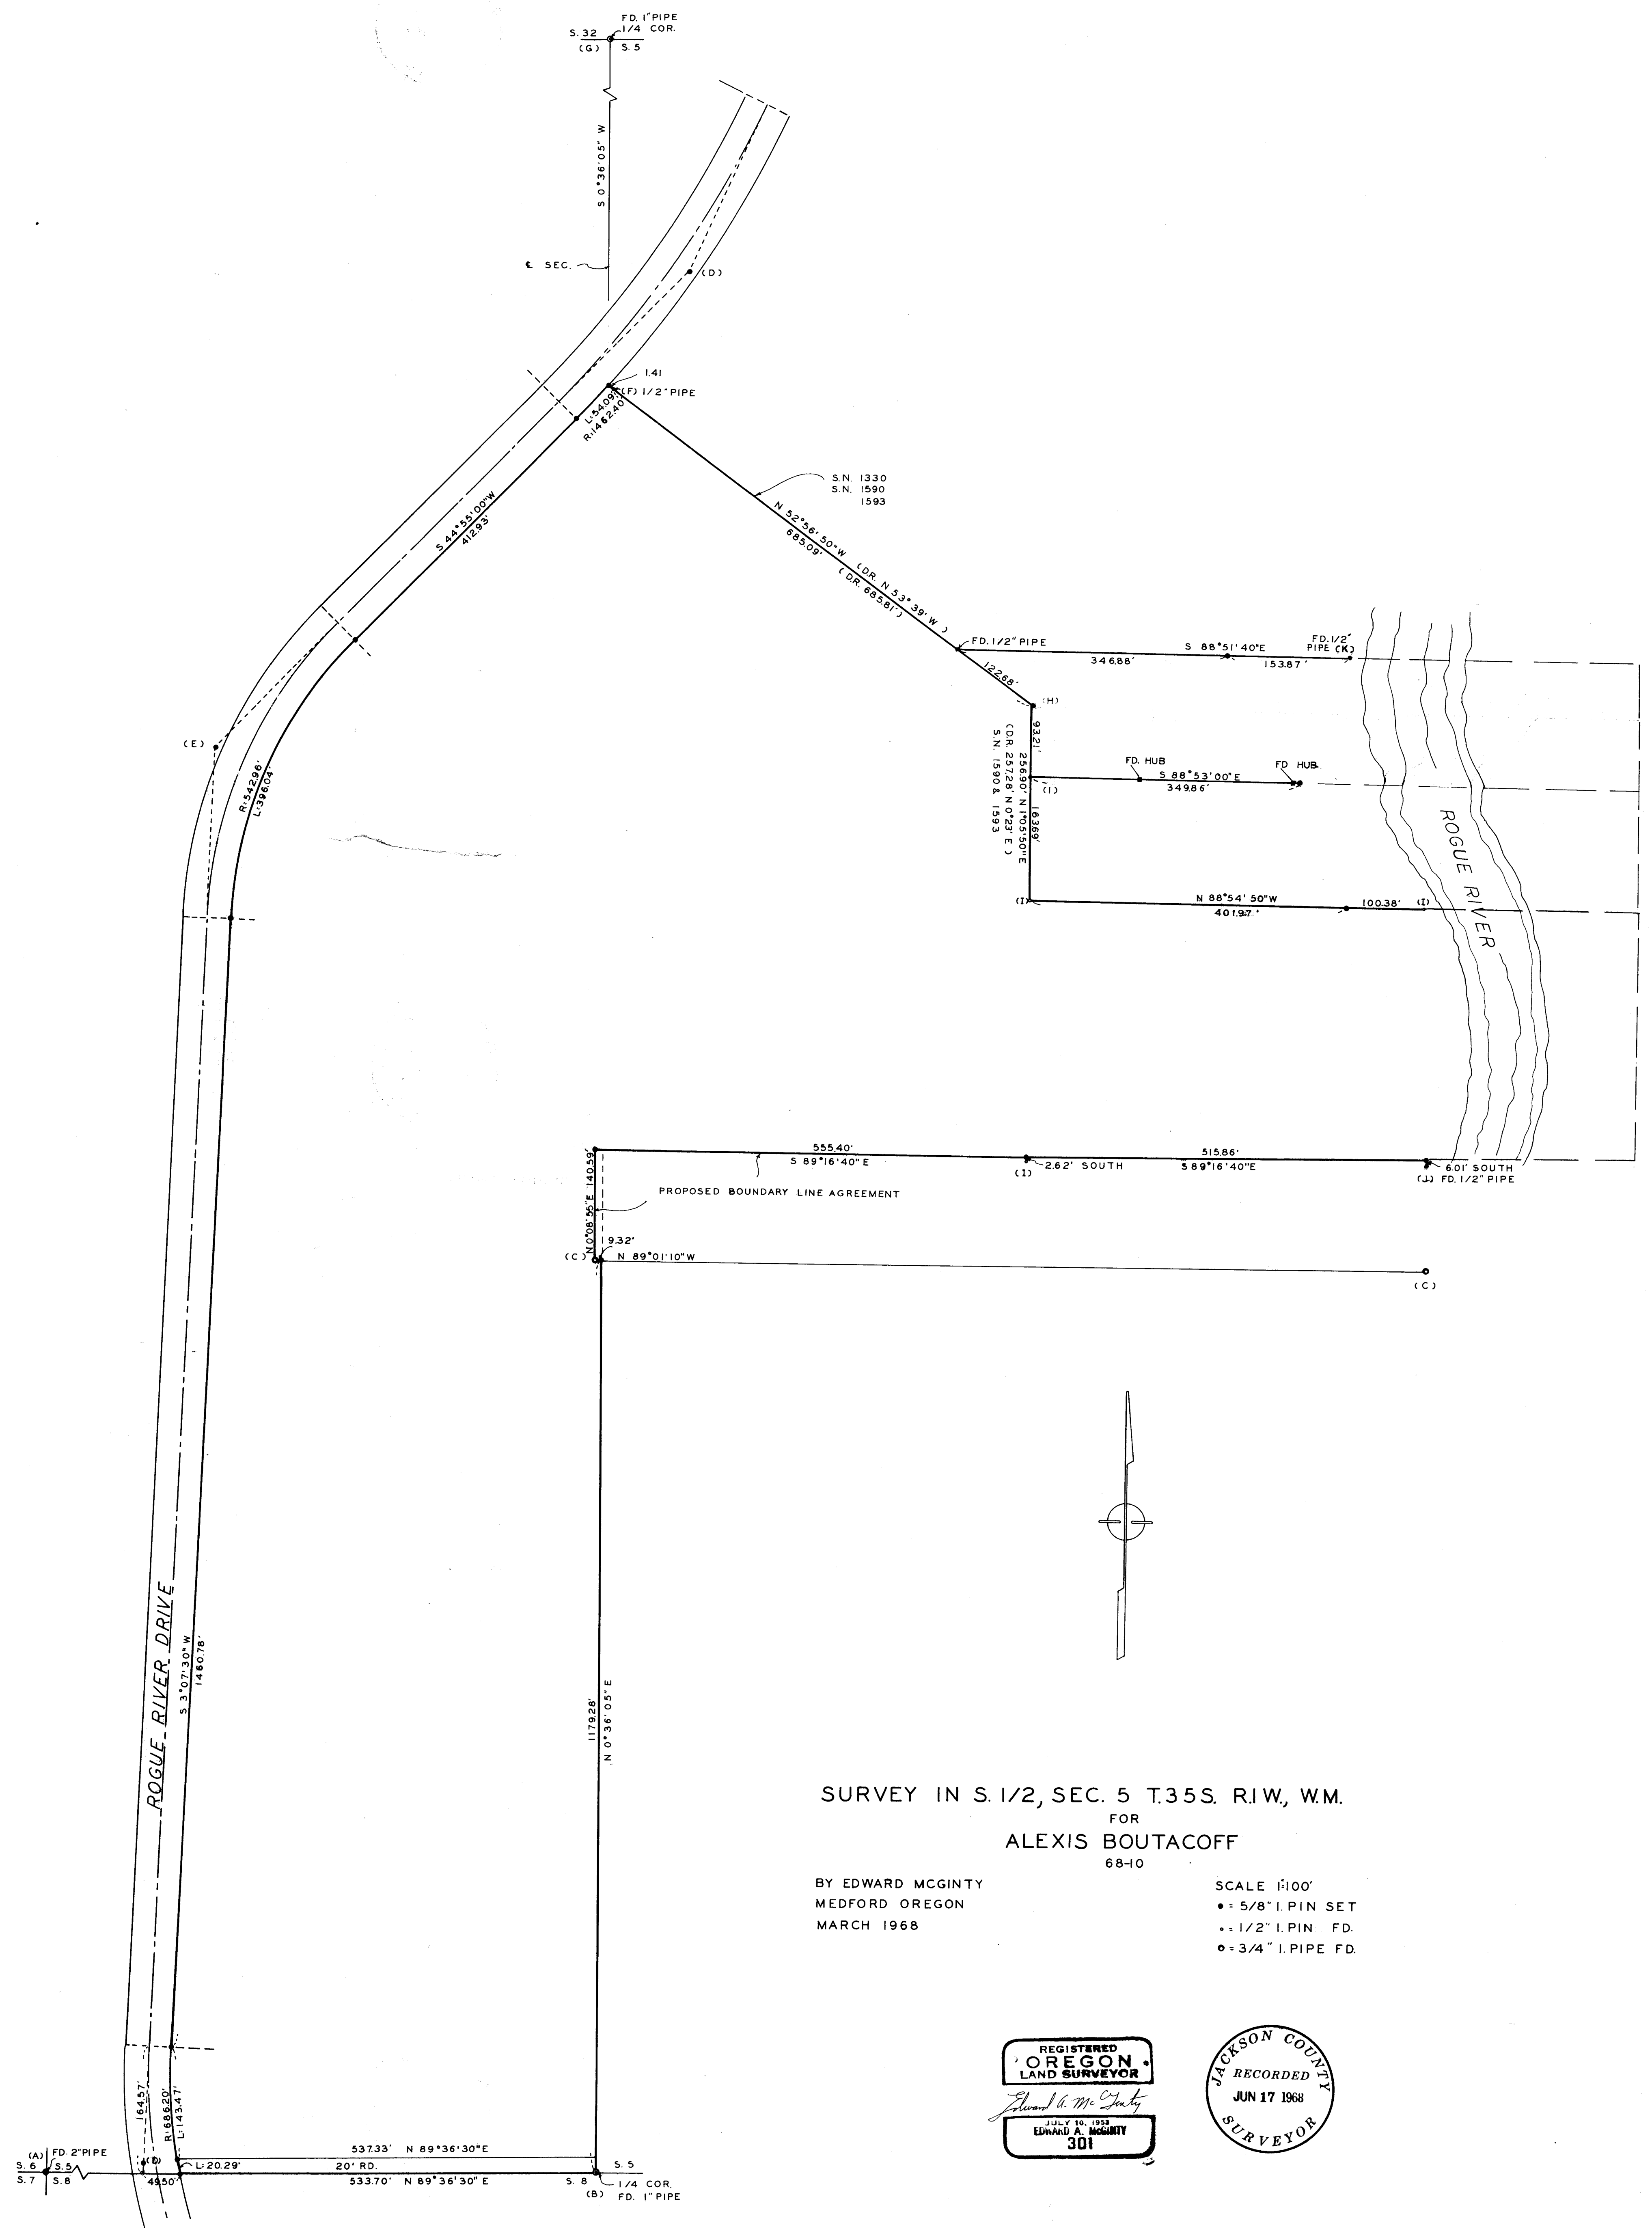 FD. 1" PIPE
S. 32 1/4 COR.
(G) S. 5
S 0°36'05" W
℄ SEC.
(D)
1.41
(F) 1/2" PIPE
L=54.09'
R=1462.40'
S.N. 1330
S.N. 1590
1593
S 44°55'00" W
412.93'
N 52°56'50" W (D.R. N 53°39' W )
685.09' ( D.R. 685.81')
FD. 1/2" PIPE
S 88°51'40" E
FD. 1/2"
PIPE (K)
346.88'
153.87'
122.68'
(H)
93.21'
256.90' N 1°05'50" E
163.69'
(D.R. 257.28' N 0°23' E )
S.N. 1590 & 1593
(E)
FD. HUB
FD HUB
S 88°53'00" E
349.86'
(I)
R=542.96'
L=396.04'
ROGUE RIVER
(I)
N 88°54'50" W
401.97'
100.38'
(I)
555.40'
S 89°16'40" E
2.62' SOUTH
(I)
515.86'
S 89°16'40" E
6.01' SOUTH
(J) FD. 1/2" PIPE
N 0°08'55" E 140.59'
PROPOSED BOUNDARY LINE AGREEMENT
9.32'
(C)
N 89°01'10" W
(C)
ROGUE RIVER DRIVE
S 3°07'30" W
1460.78'
1179.28'
N 0°36'05" E
SURVEY IN S. 1/2, SEC. 5 T.35S. R.1W., W.M.
FOR
ALEXIS BOUTACOFF
68-10
BY EDWARD MCGINTY
MEDFORD OREGON
MARCH 1968
SCALE 1"=100'
● = 5/8" I. PIN SET
∘ = 1/2" I. PIN FD.
o = 3/4" I. PIPE FD.
REGISTERED
OREGON
LAND SURVEYOR
Edward A. McGinty
JULY 10, 1953
EDWARD A. McGINTY
301
JACKSON COUNTY
RECORDED
JUN 17 1968
SURVEYOR
164.57'
R=686.20'
L=143.47'
(A) FD. 2" PIPE
S. 6 S. 5
S. 7 S. 8
(D)
49.50'
L=20.29'
537.33' N 89°36'30" E
20' RD.
533.70' N 89°36'30" E
S. 5
S. 8
1/4 COR.
(B)
FD. 1" PIPE